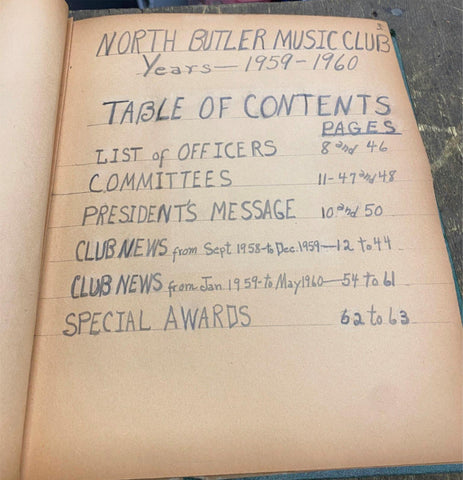 3
NORTH BUTLER MUSIC CLUB
Years — 1959-1960
TABLE OF CONTENTS
PAGES
LIST of OFFICERS 8 and 46
COMMITTEES 11-47 and 48
PRESIDENT'S MESSAGE 10 and 50
CLUB NEWS from Sept 1958-to Dec. 1959—12 to 44
CLUB NEWS from Jan. 1959-to May 1960—54 to 61
SPECIAL AWARDS 62 to 63